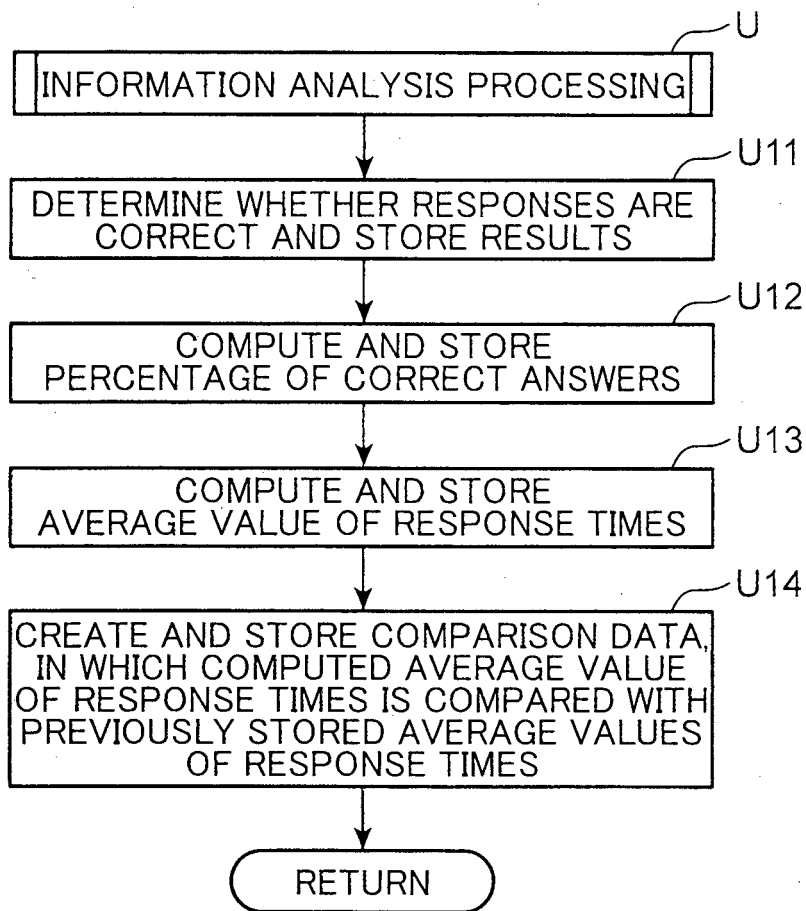 U
INFORMATION ANALYSIS PROCESSING
U11
DETERMINE WHETHER RESPONSES ARE
CORRECT AND STORE RESULTS
U12
COMPUTE AND STORE
PERCENTAGE OF CORRECT ANSWERS
U13
COMPUTE AND STORE
AVERAGE VALUE OF RESPONSE TIMES
U14
CREATE AND STORE COMPARISON DATA,
IN WHICH COMPUTED AVERAGE VALUE
OF RESPONSE TIMES IS COMPARED WITH
PREVIOUSLY STORED AVERAGE VALUES
OF RESPONSE TIMES
RETURN